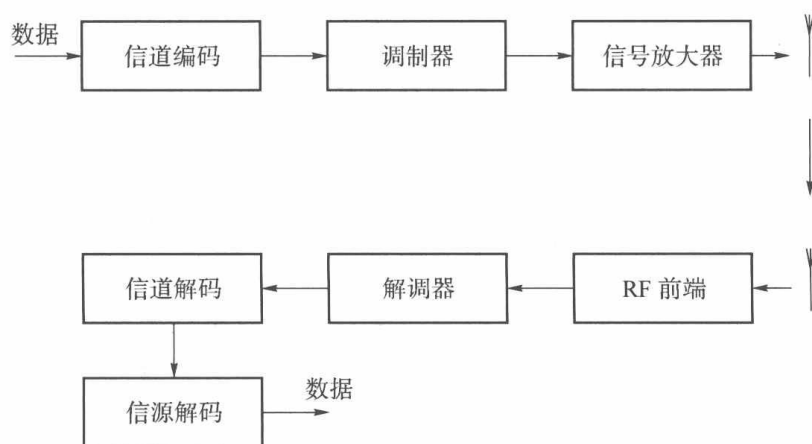 数据
信道编码
调制器
信号放大器
信道解码
解调器
RF 前端
信源解码
数据